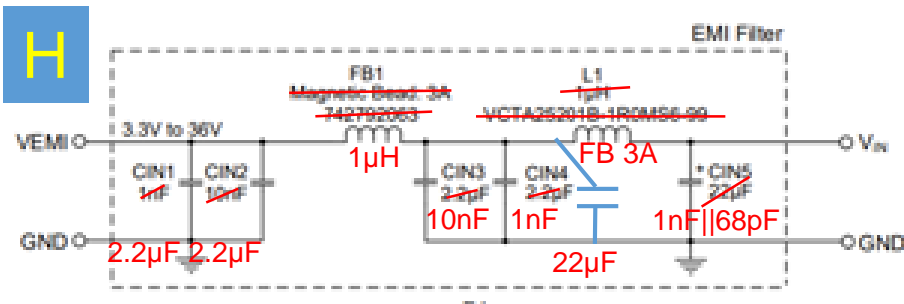 H
EMI Filter
FB1
Magnetic Bead. 3A
742792063
L1
1µH
VCTA25201B-1R0MS6-99
VEMI
3.3V to 36V
1µH
FB 3A
VIN
CIN1
1nF
CIN2
10nF
CIN3
2.2µF
CIN4
2.2µF
+
CIN5
22µF
10nF
1nF
1nF||68pF
GND
2.2µF
2.2µF
22µF
GND